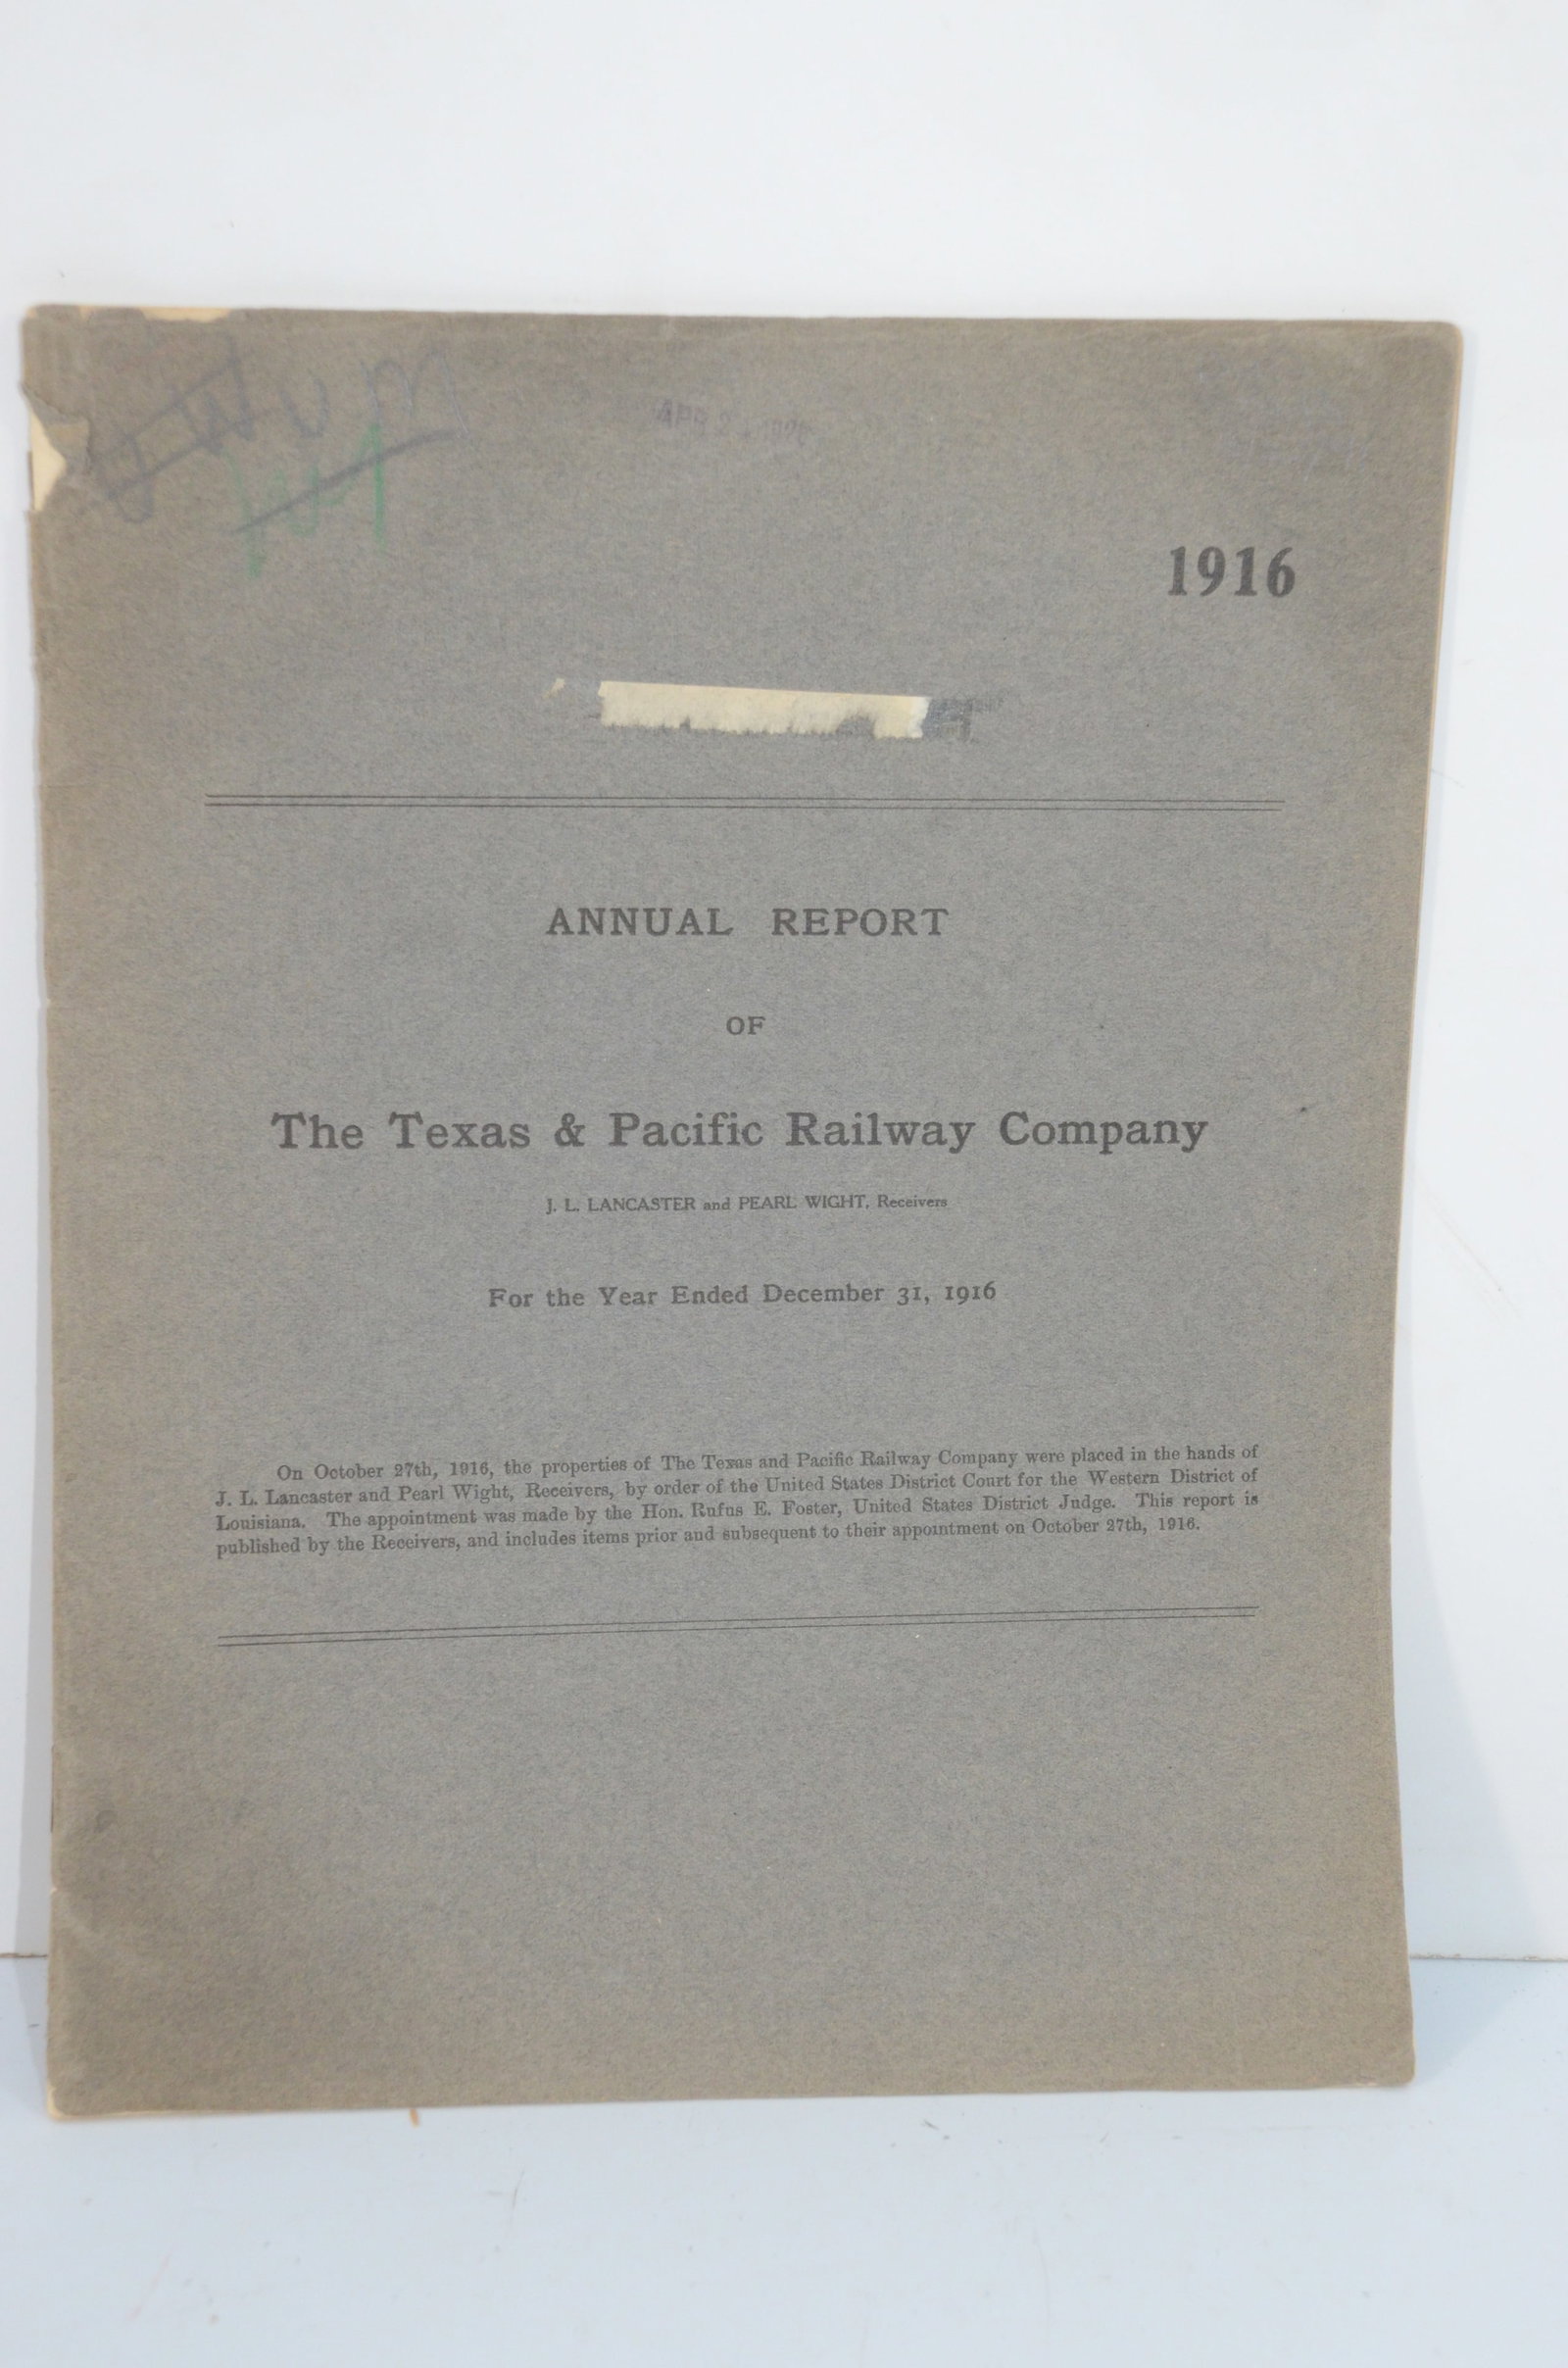 1916
ANNUAL REPORT
OF
The Texas & Pacific Railway Company
J. L. LANCASTER and PEARL WIGHT, Receivers
For the Year Ended December 31, 1916
On October 27th, 1916, the properties of The Texas and Pacific Railway Company were placed in the hands of
J. L. Lancaster and Pearl Wight, Receivers, by order of the United States District Court for the Western District of
Louisiana. The appointment was made by the Hon. Rufus E. Foster, United States District Judge. This report is
published by the Receivers, and includes items prior and subsequent to their appointment on October 27th, 1916.